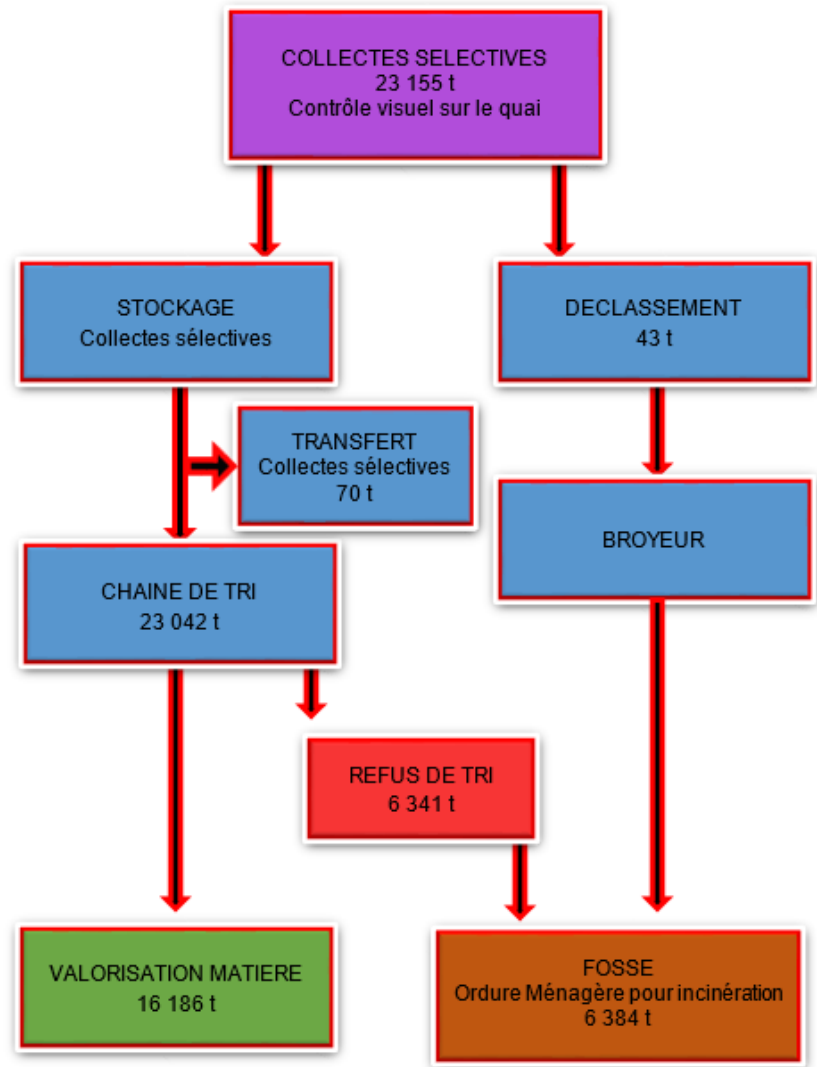 COLLECTES SELECTIVES
23 155 t
Contrôle visuel sur le quai
STOCKAGE
Collectes sélectives
DECLASSEMENT
43 t
TRANSFERT
Collectes sélectives
70 t
BROYEUR
CHAINE DE TRI
23 042 t
REFUS DE TRI
6 341 t
VALORISATION MATIERE
16 186 t
FOSSE
Ordure Ménagère pour incinération
6 384 t